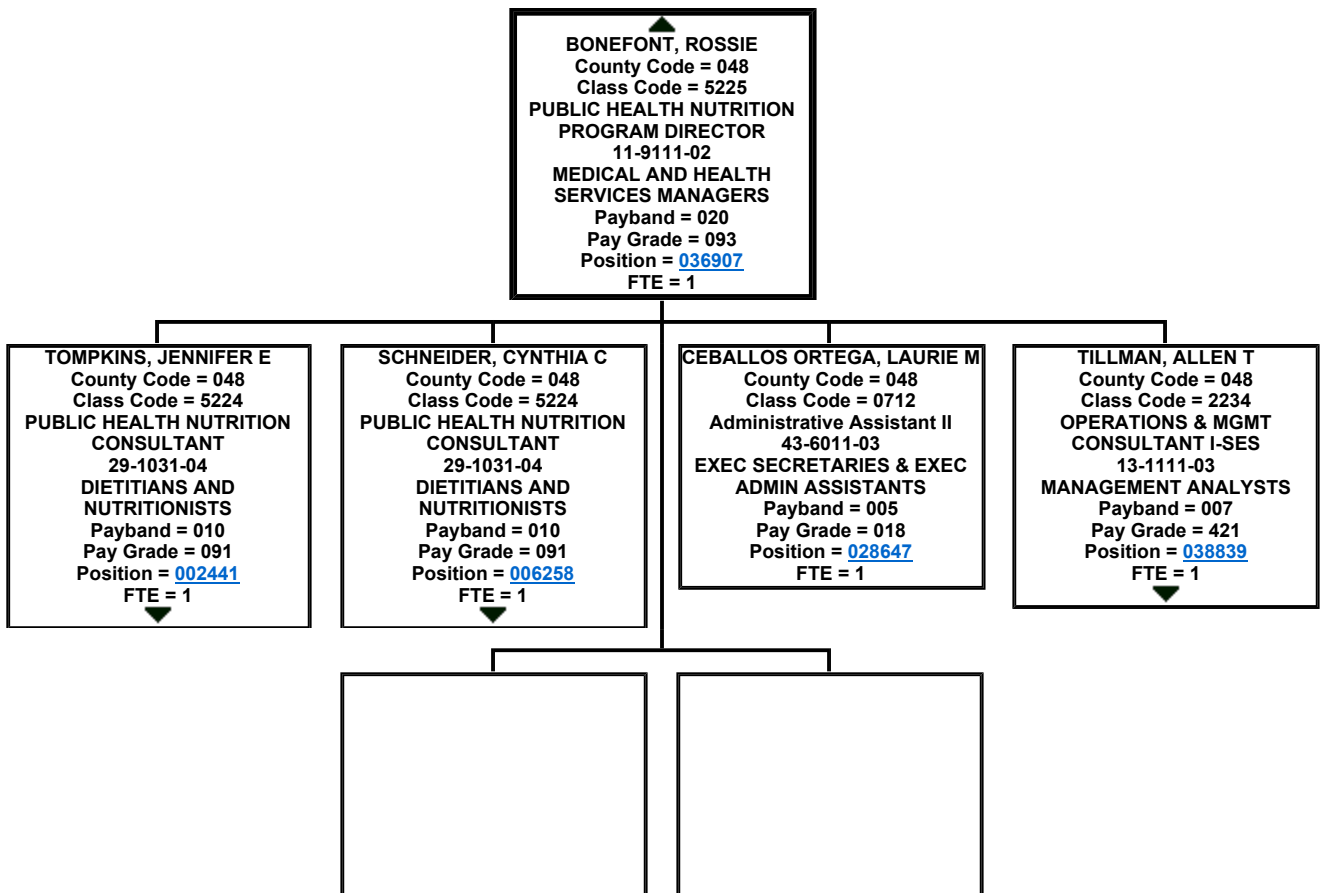 BONEFONT, ROSSIE
County Code = 048
Class Code = 5225
PUBLIC HEALTH NUTRITION
PROGRAM DIRECTOR
11-9111-02
MEDICAL AND HEALTH
SERVICES MANAGERS
Payband = 020
Pay Grade = 093
Position = 036907
FTE = 1
TOMPKINS, JENNIFER E
County Code = 048
Class Code = 5224
PUBLIC HEALTH NUTRITION
CONSULTANT
29-1031-04
DIETITIANS AND
NUTRITIONISTS
Payband = 010
Pay Grade = 091
Position = 002441
FTE = 1
SCHNEIDER, CYNTHIA C
County Code = 048
Class Code = 5224
PUBLIC HEALTH NUTRITION
CONSULTANT
29-1031-04
DIETITIANS AND
NUTRITIONISTS
Payband = 010
Pay Grade = 091
Position = 006258
FTE = 1
CEBALLOS ORTEGA, LAURIE M
County Code = 048
Class Code = 0712
Administrative Assistant II
43-6011-03
EXEC SECRETARIES & EXEC
ADMIN ASSISTANTS
Payband = 005
Pay Grade = 018
Position = 028647
FTE = 1
TILLMAN, ALLEN T
County Code = 048
Class Code = 2234
OPERATIONS & MGMT
CONSULTANT I-SES
13-1111-03
MANAGEMENT ANALYSTS
Payband = 007
Pay Grade = 421
Position = 038839
FTE = 1